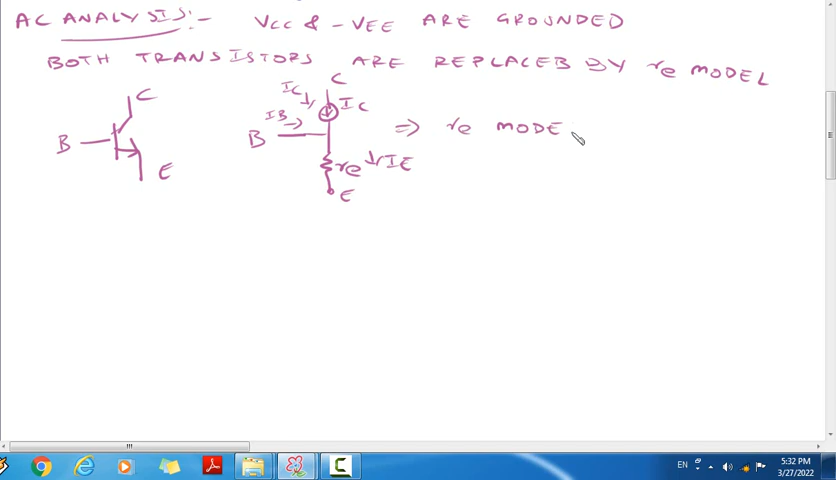 AC ANALYSIS:- VCC & -VEE ARE GROUNDED
BOTH TRANSISTORS ARE REPLACEB BY re MODEL
C
B
E
C
IC
IC
IB
B
re
IE
E
⇒ re MODE
EN
5:32 PM
3/27/2022